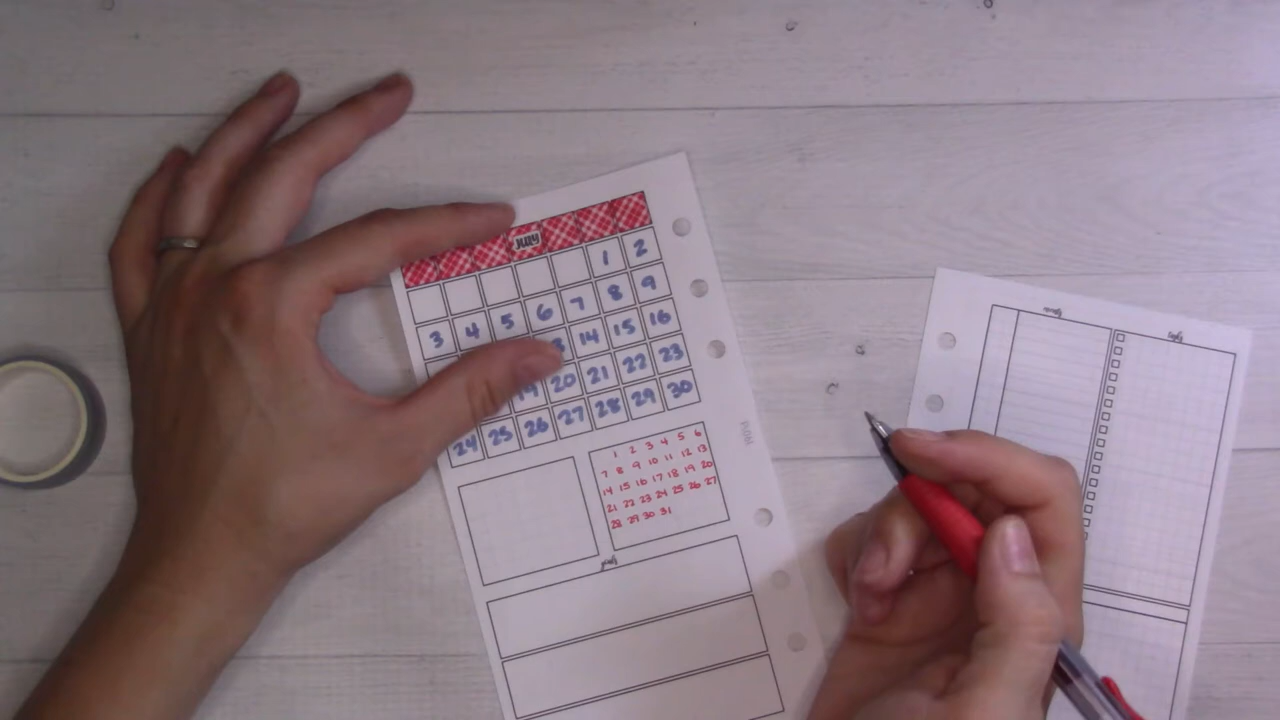 July
1 2
3 4 5 6 7 8 9
14 15 16
19 20 21 22 23
24 25 26 27 28 29 30
1 2 3 4 5 6
7 8 9 10 11 12 13
14 15 16 17 18 19 20
21 22 23 24 25 26 27
28 29 30 31